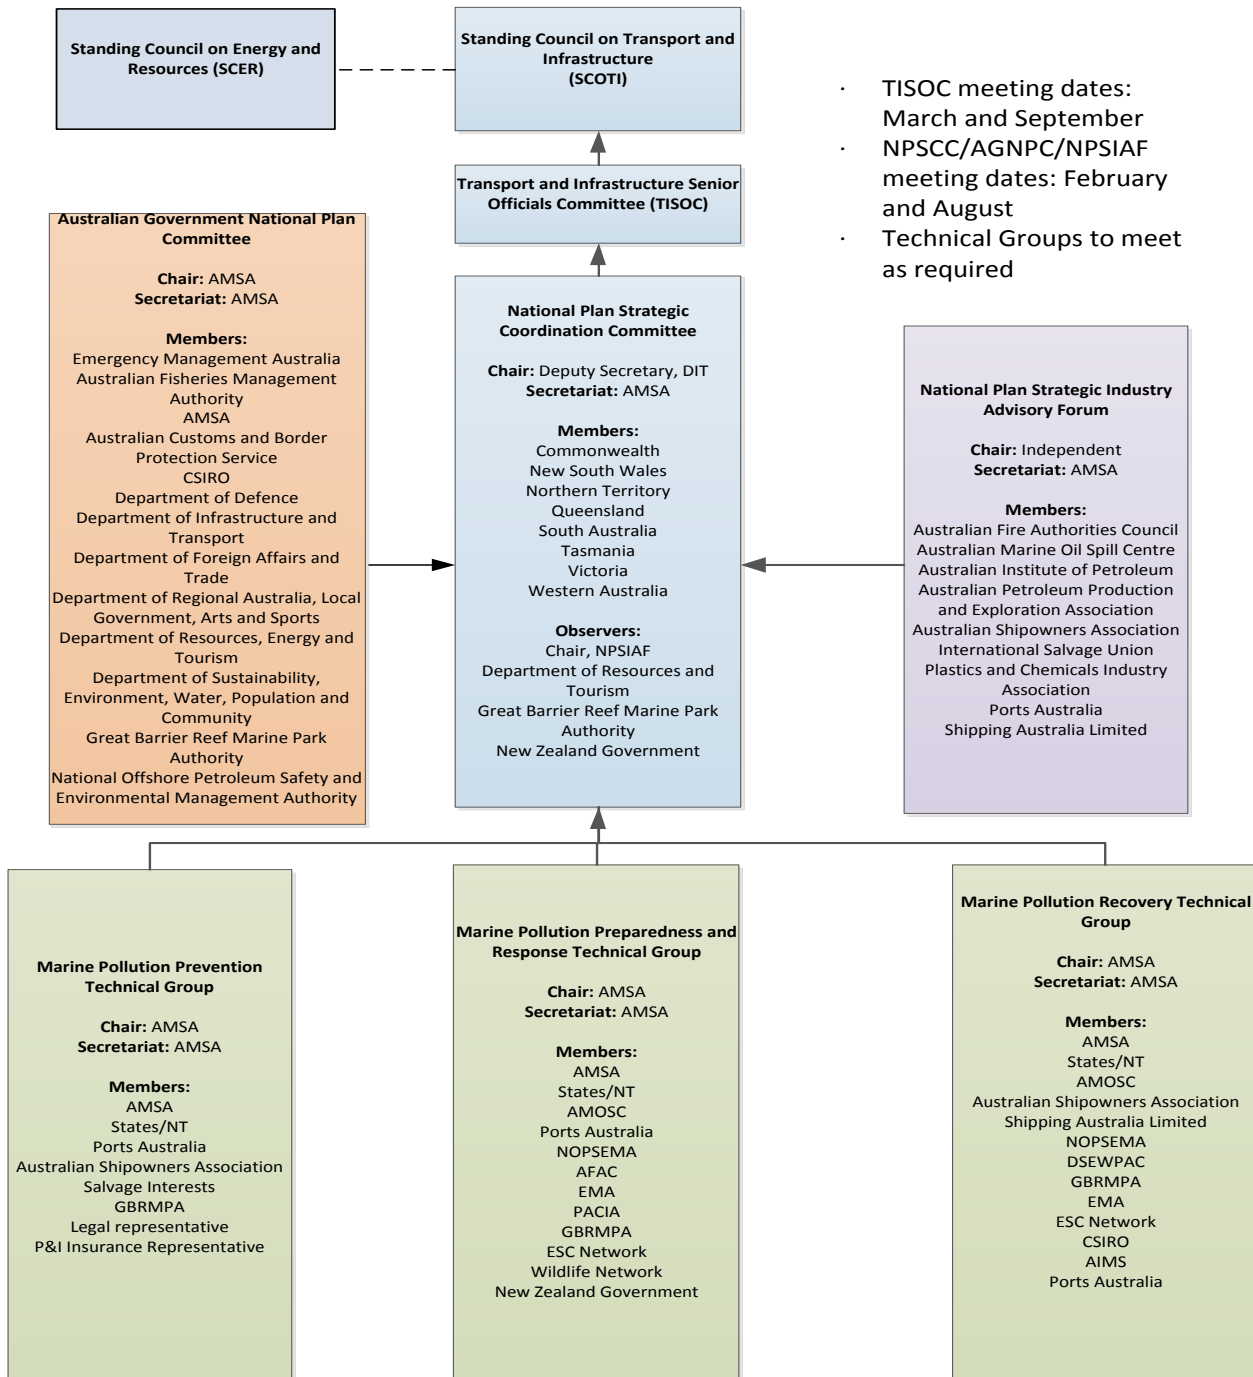 Standing Council on Energy and
Resources (SCER)
Standing Council on Transport and
Infrastructure
(SCOTI)
· TISOC meeting dates:
March and September
· NPSCC/AGNPC/NPSIAF
meeting dates: February
and August
· Technical Groups to meet
as required
Transport and Infrastructure Senior
Officials Committee (TISOC)
Australian Government National Plan
Committee
Chair: AMSA
Secretariat: AMSA
Members:
Emergency Management Australia
Australian Fisheries Management
Authority
AMSA
Australian Customs and Border
Protection Service
CSIRO
Department of Defence
Department of Infrastructure and
Transport
Department of Foreign Affairs and
Trade
Department of Regional Australia, Local
Government, Arts and Sports
Department of Resources, Energy and
Tourism
Department of Sustainability,
Environment, Water, Population and
Community
Great Barrier Reef Marine Park
Authority
National Offshore Petroleum Safety and
Environmental Management Authority
National Plan Strategic
Coordination Committee
Chair: Deputy Secretary, DIT
Secretariat: AMSA
Members:
Commonwealth
New South Wales
Northern Territory
Queensland
South Australia
Tasmania
Victoria
Western Australia
Observers:
Chair, NPSIAF
Department of Resources and
Tourism
Great Barrier Reef Marine Park
Authority
New Zealand Government
National Plan Strategic Industry
Advisory Forum
Chair: Independent
Secretariat: AMSA
Members:
Australian Fire Authorities Council
Australian Marine Oil Spill Centre
Australian Institute of Petroleum
Australian Petroleum Production
and Exploration Association
Australian Shipowners Association
International Salvage Union
Plastics and Chemicals Industry
Association
Ports Australia
Shipping Australia Limited
Marine Pollution Prevention
Technical Group
Chair: AMSA
Secretariat: AMSA
Members:
AMSA
States/NT
Ports Australia
Australian Shipowners Association
Salvage Interests
GBRMPA
Legal representative
P&I Insurance Representative
Marine Pollution Preparedness and
Response Technical Group
Chair: AMSA
Secretariat: AMSA
Members:
AMSA
States/NT
AMOSC
Ports Australia
NOPSEMA
AFAC
EMA
PACIA
GBRMPA
ESC Network
Wildlife Network
New Zealand Government
Marine Pollution Recovery Technical
Group
Chair: AMSA
Secretariat: AMSA
Members:
AMSA
States/NT
AMOSC
Australian Shipowners Association
Shipping Australia Limited
NOPSEMA
DSEWPAC
GBRMPA
EMA
ESC Network
CSIRO
AIMS
Ports Australia